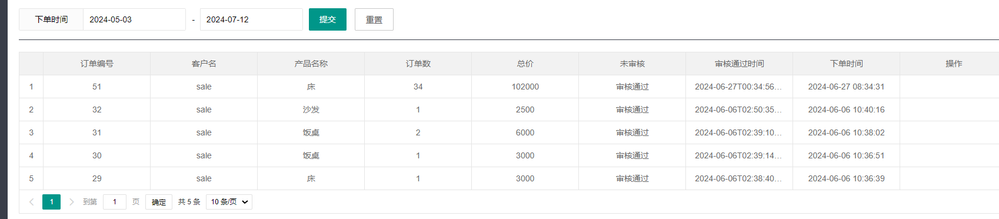 下单时间 2024-05-03 - 2024-07-12 提交 重置
订单编号 客户名 产品名称 订单数 总价 未审核 审核通过时间 下单时间 操作
1 51 sale 床 34 102000 审核通过 2024-06-27T00:34:56... 2024-06-27 08:34:31
2 32 sale 沙发 1 2500 审核通过 2024-06-06T02:50:35... 2024-06-06 10:40:16
3 31 sale 饭桌 2 6000 审核通过 2024-06-06T02:39:10... 2024-06-06 10:38:02
4 30 sale 饭桌 1 3000 审核通过 2024-06-06T02:39:14... 2024-06-06 10:36:51
5 29 sale 床 1 3000 审核通过 2024-06-06T02:38:40... 2024-06-06 10:36:39
1 到第 1 页 确定 共 5 条 10 条/页